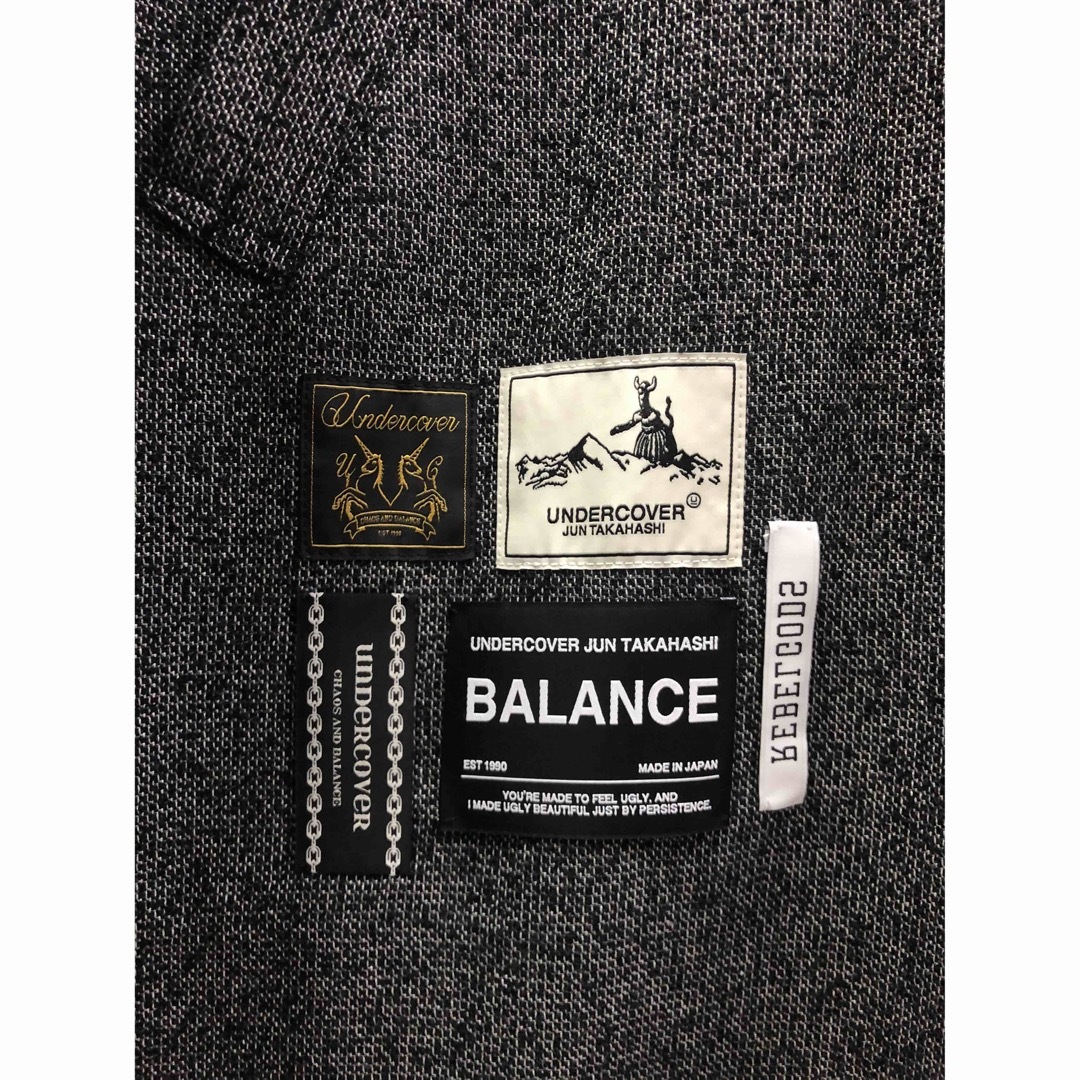 Undercover
U G
CHAOS AND BALANCE
EST 1990
UNDERCOVER U
JUN TAKAHASHI
unDERCOVER
CHAOS AND BALANCE
UNDERCOVER JUN TAKAHASHI
BALANCE
EST 1990 MADE IN JAPAN
YOU'RE MADE TO FEEL UGLY. AND
I MADE UGLY BEAUTIFUL JUST BY PERSISTENCE.
REBELGODS